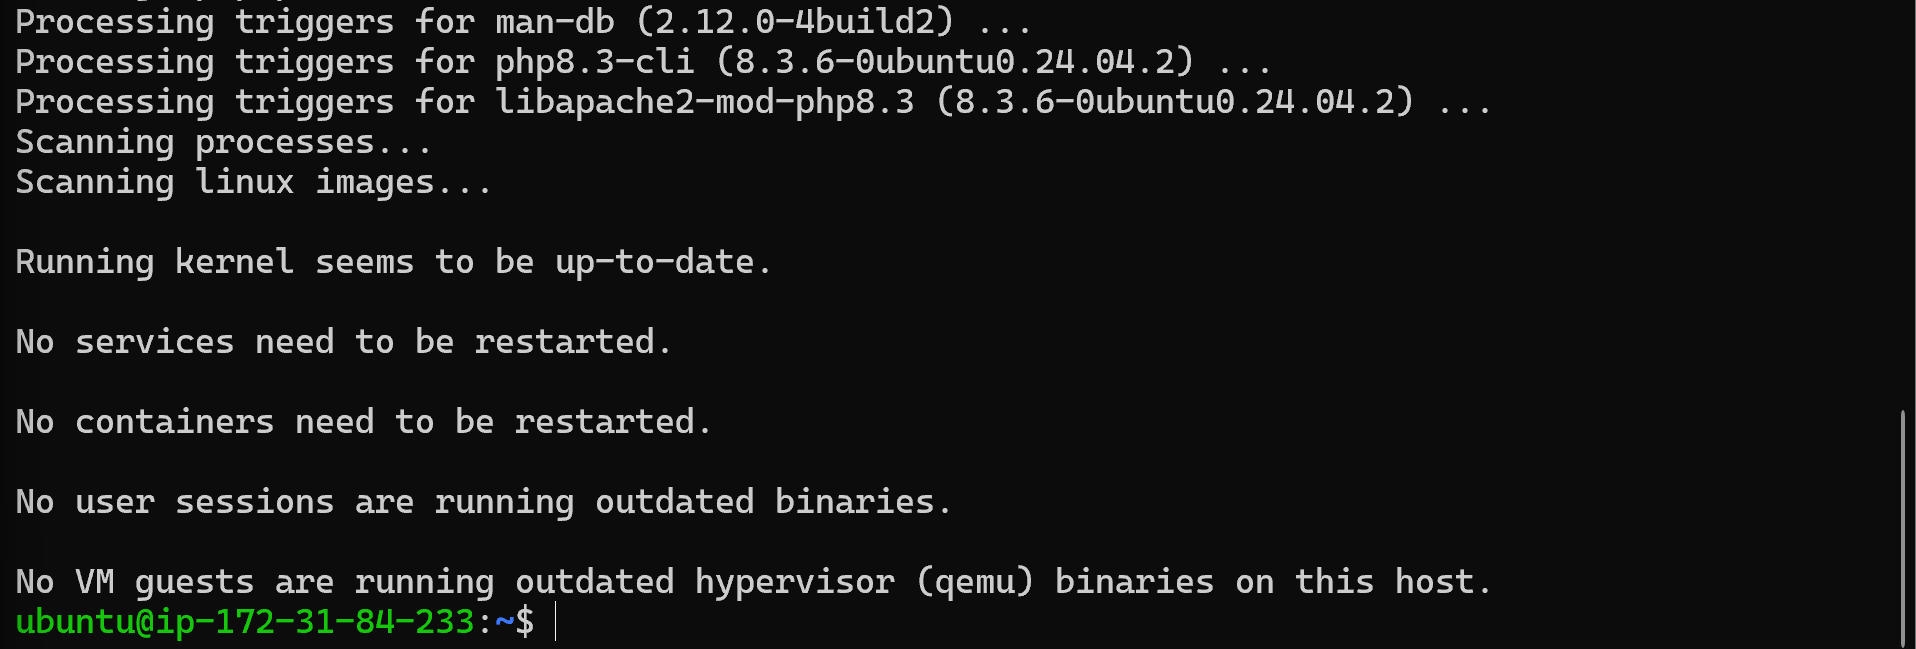 Processing triggers for man-db (2.12.0-4build2) ...
Processing triggers for php8.3-cli (8.3.6-0ubuntu0.24.04.2) ...
Processing triggers for libapache2-mod-php8.3 (8.3.6-0ubuntu0.24.04.2) ...
Scanning processes...
Scanning linux images...
Running kernel seems to be up-to-date.
No services need to be restarted.
No containers need to be restarted.
No user sessions are running outdated binaries.
No VM guests are running outdated hypervisor (qemu) binaries on this host.
ubuntu@ip-172-31-84-233:~$